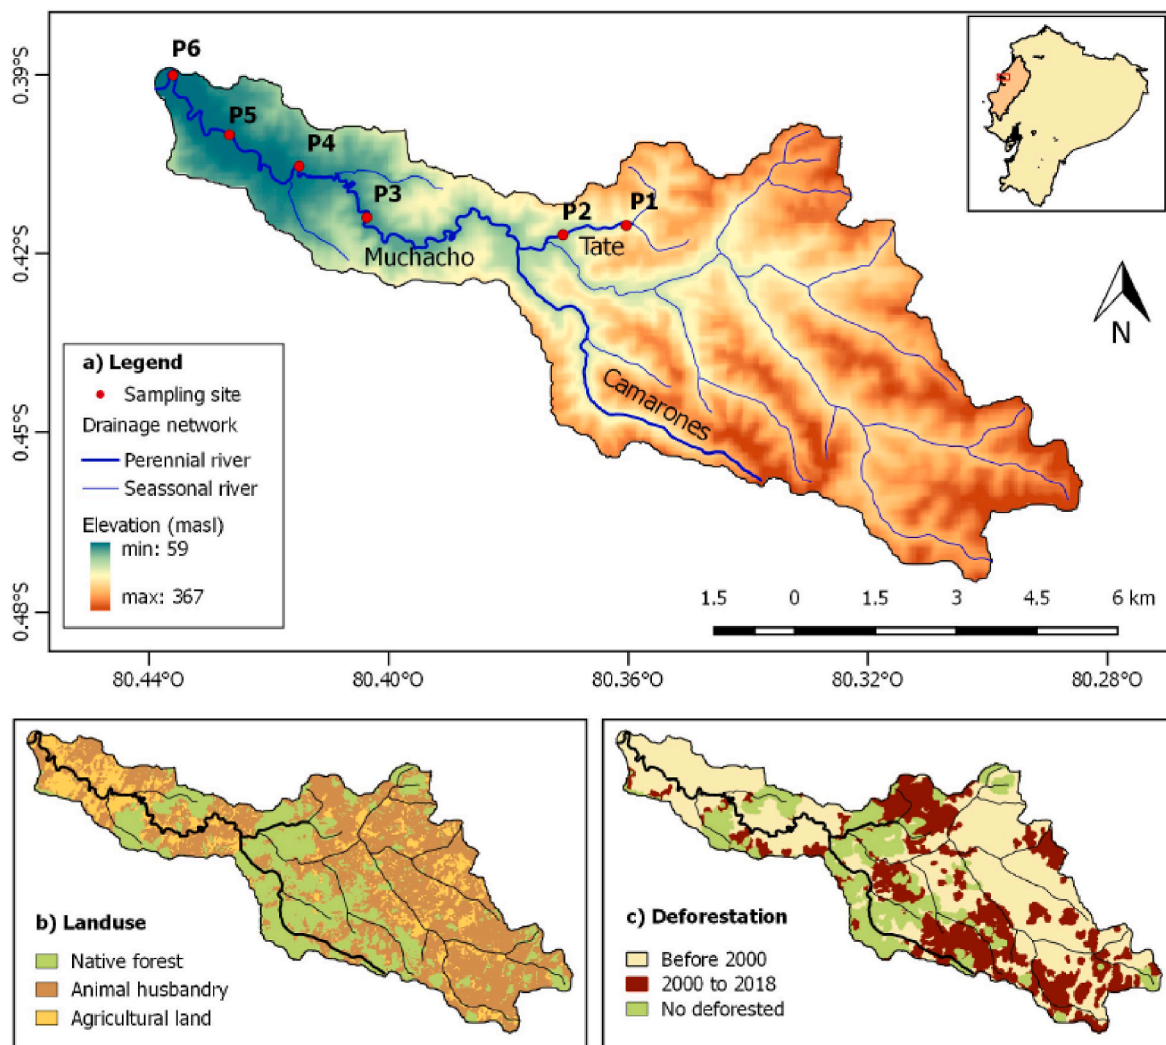 P6
P5
P4
P3
P2
P1
Tate
Muchacho
Camarones
N
0.39°S
0.42°S
0.45°S
0.48°S
a) Legend
Sampling site
Drainage network
Perennial river
Seassonal river
Elevation (masl)
min: 59
max: 367
1.5 0 1.5 3 4.5 6 km
80.44°O 80.40°O 80.36°O 80.32°O 80.28°O
b) Landuse
Native forest
Animal husbandry
Agricultural land
c) Deforestation
Before 2000
2000 to 2018
No deforested